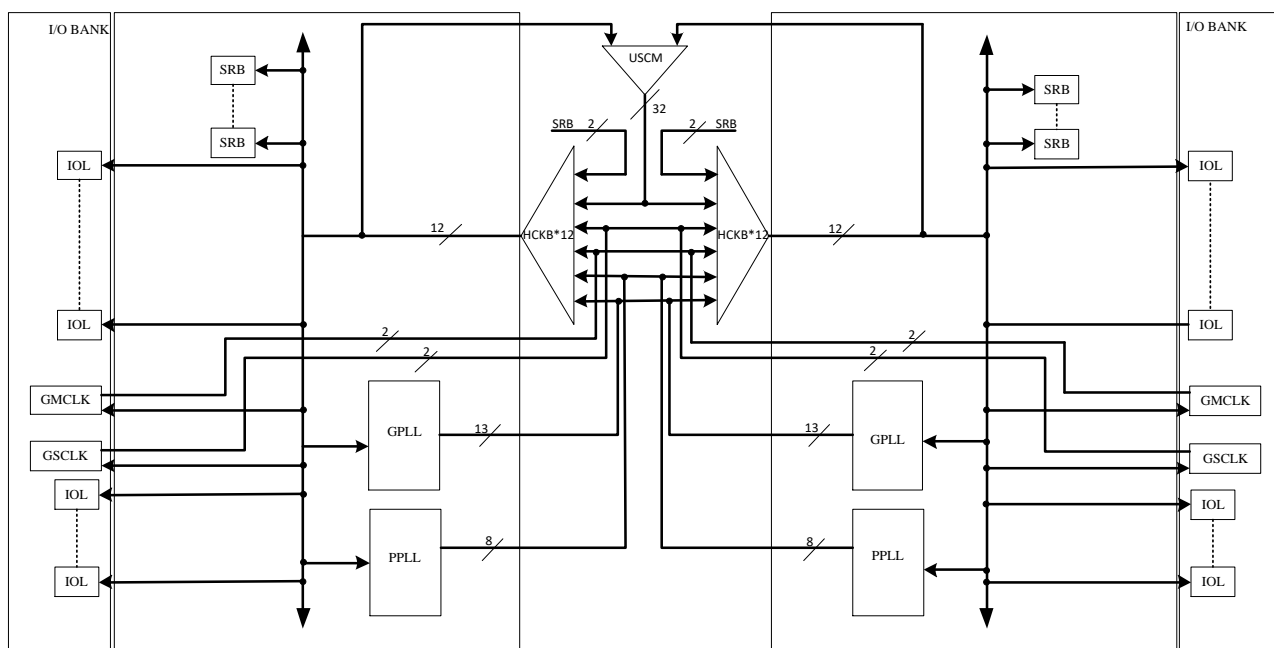 I/O BANK
I/O BANK
USCM
SRB
SRB
32
SRB
2
2
SRB
SRB
SRB
IOL
IOL
12
HCKB*12
HCKB*12
12
IOL
IOL
2
2
2
2
GMCLK
GMCLK
GPLL
13
13
GPLL
GSCLK
GSCLK
IOL
IOL
PPLL
8
8
PPLL
IOL
IOL